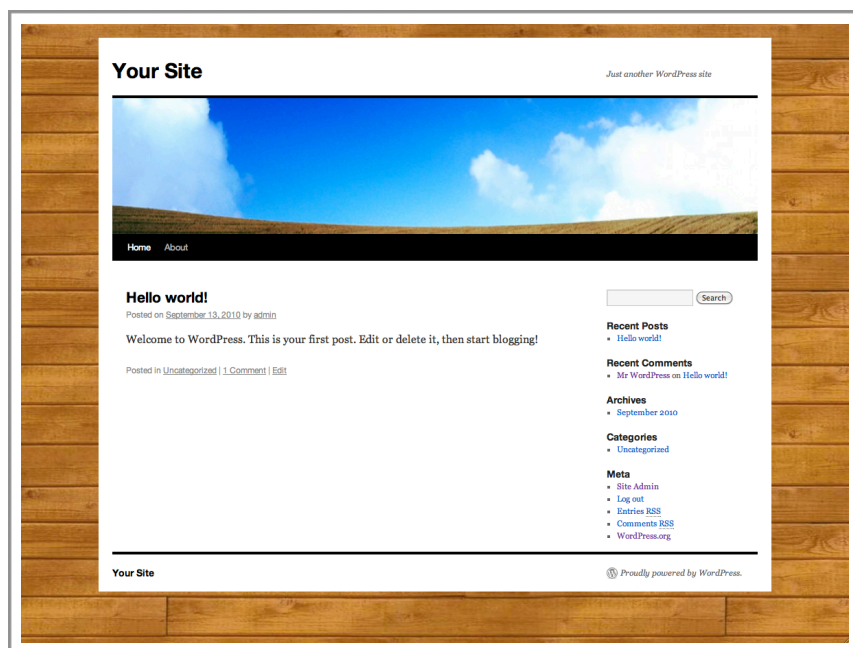 Your Site
Just another WordPress site
Home About
Hello world!
Posted on September 13, 2010 by admin
Welcome to WordPress. This is your first post. Edit or delete it, then start blogging!
Posted in Uncategorized | 1 Comment | Edit
Search
Recent Posts
Hello world!
Recent Comments
Mr WordPress on Hello world!
Archives
September 2010
Categories
Uncategorized
Meta
Site Admin
Log out
Entries RSS
Comments RSS
WordPress.org
Your Site
Proudly powered by WordPress.